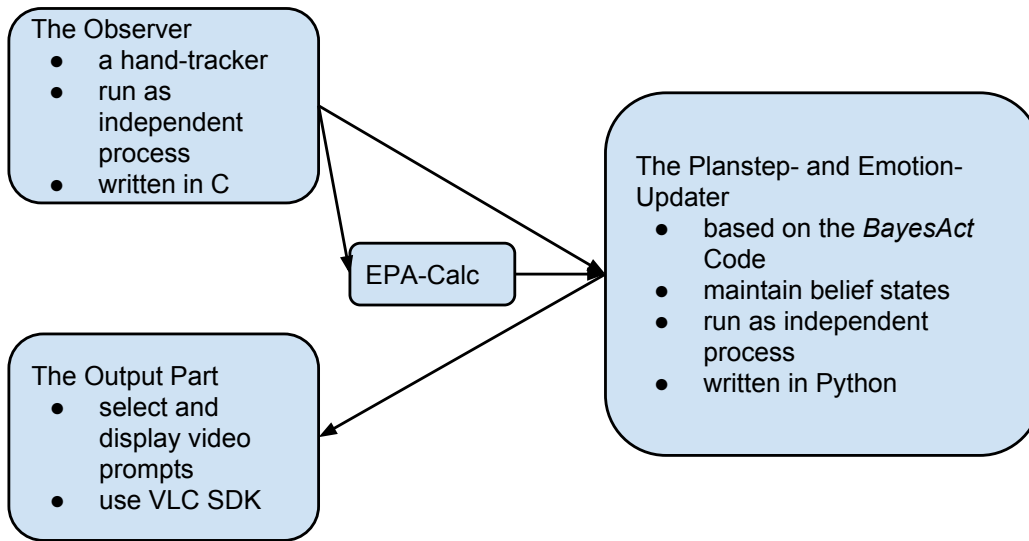 The Observer
● a hand-tracker
● run as
independent
process
● written in C
EPA-Calc
The Output Part
● select and
display video
prompts
● use VLC SDK
The Planstep- and Emotion-
Updater
● based on the BayesAct
Code
● maintain belief states
● run as independent
process
● written in Python